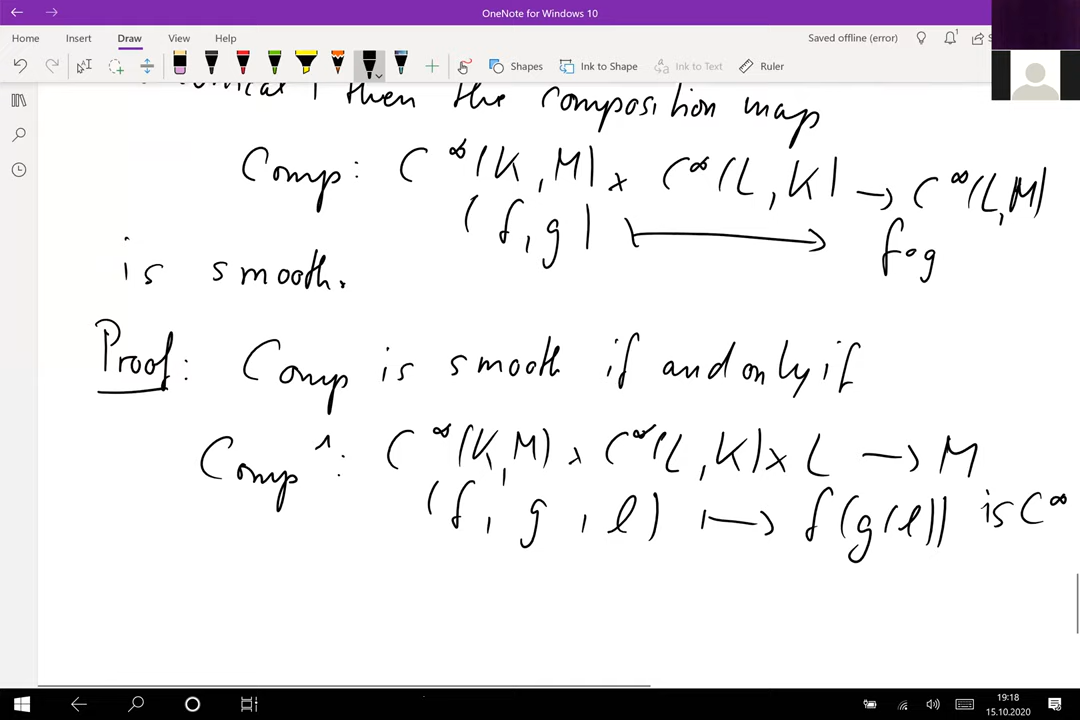 OneNote for Windows 10
Home Insert Draw View Help Saved offline (error)
Shapes Ink to Shape Ink to Text Ruler
then the composition map
Comp: C^∞(K,M) × C^∞(L,K) → C^∞(L,M)
(f,g) ⟼ f∘g
is smooth.
Proof: Comp is smooth if and only if
Comp^∧: C^∞(K,M) × C^∞(L,K) × L → M
(f, g, l) ⟼ f(g(l)) is C^∞
19:18
15.10.2020